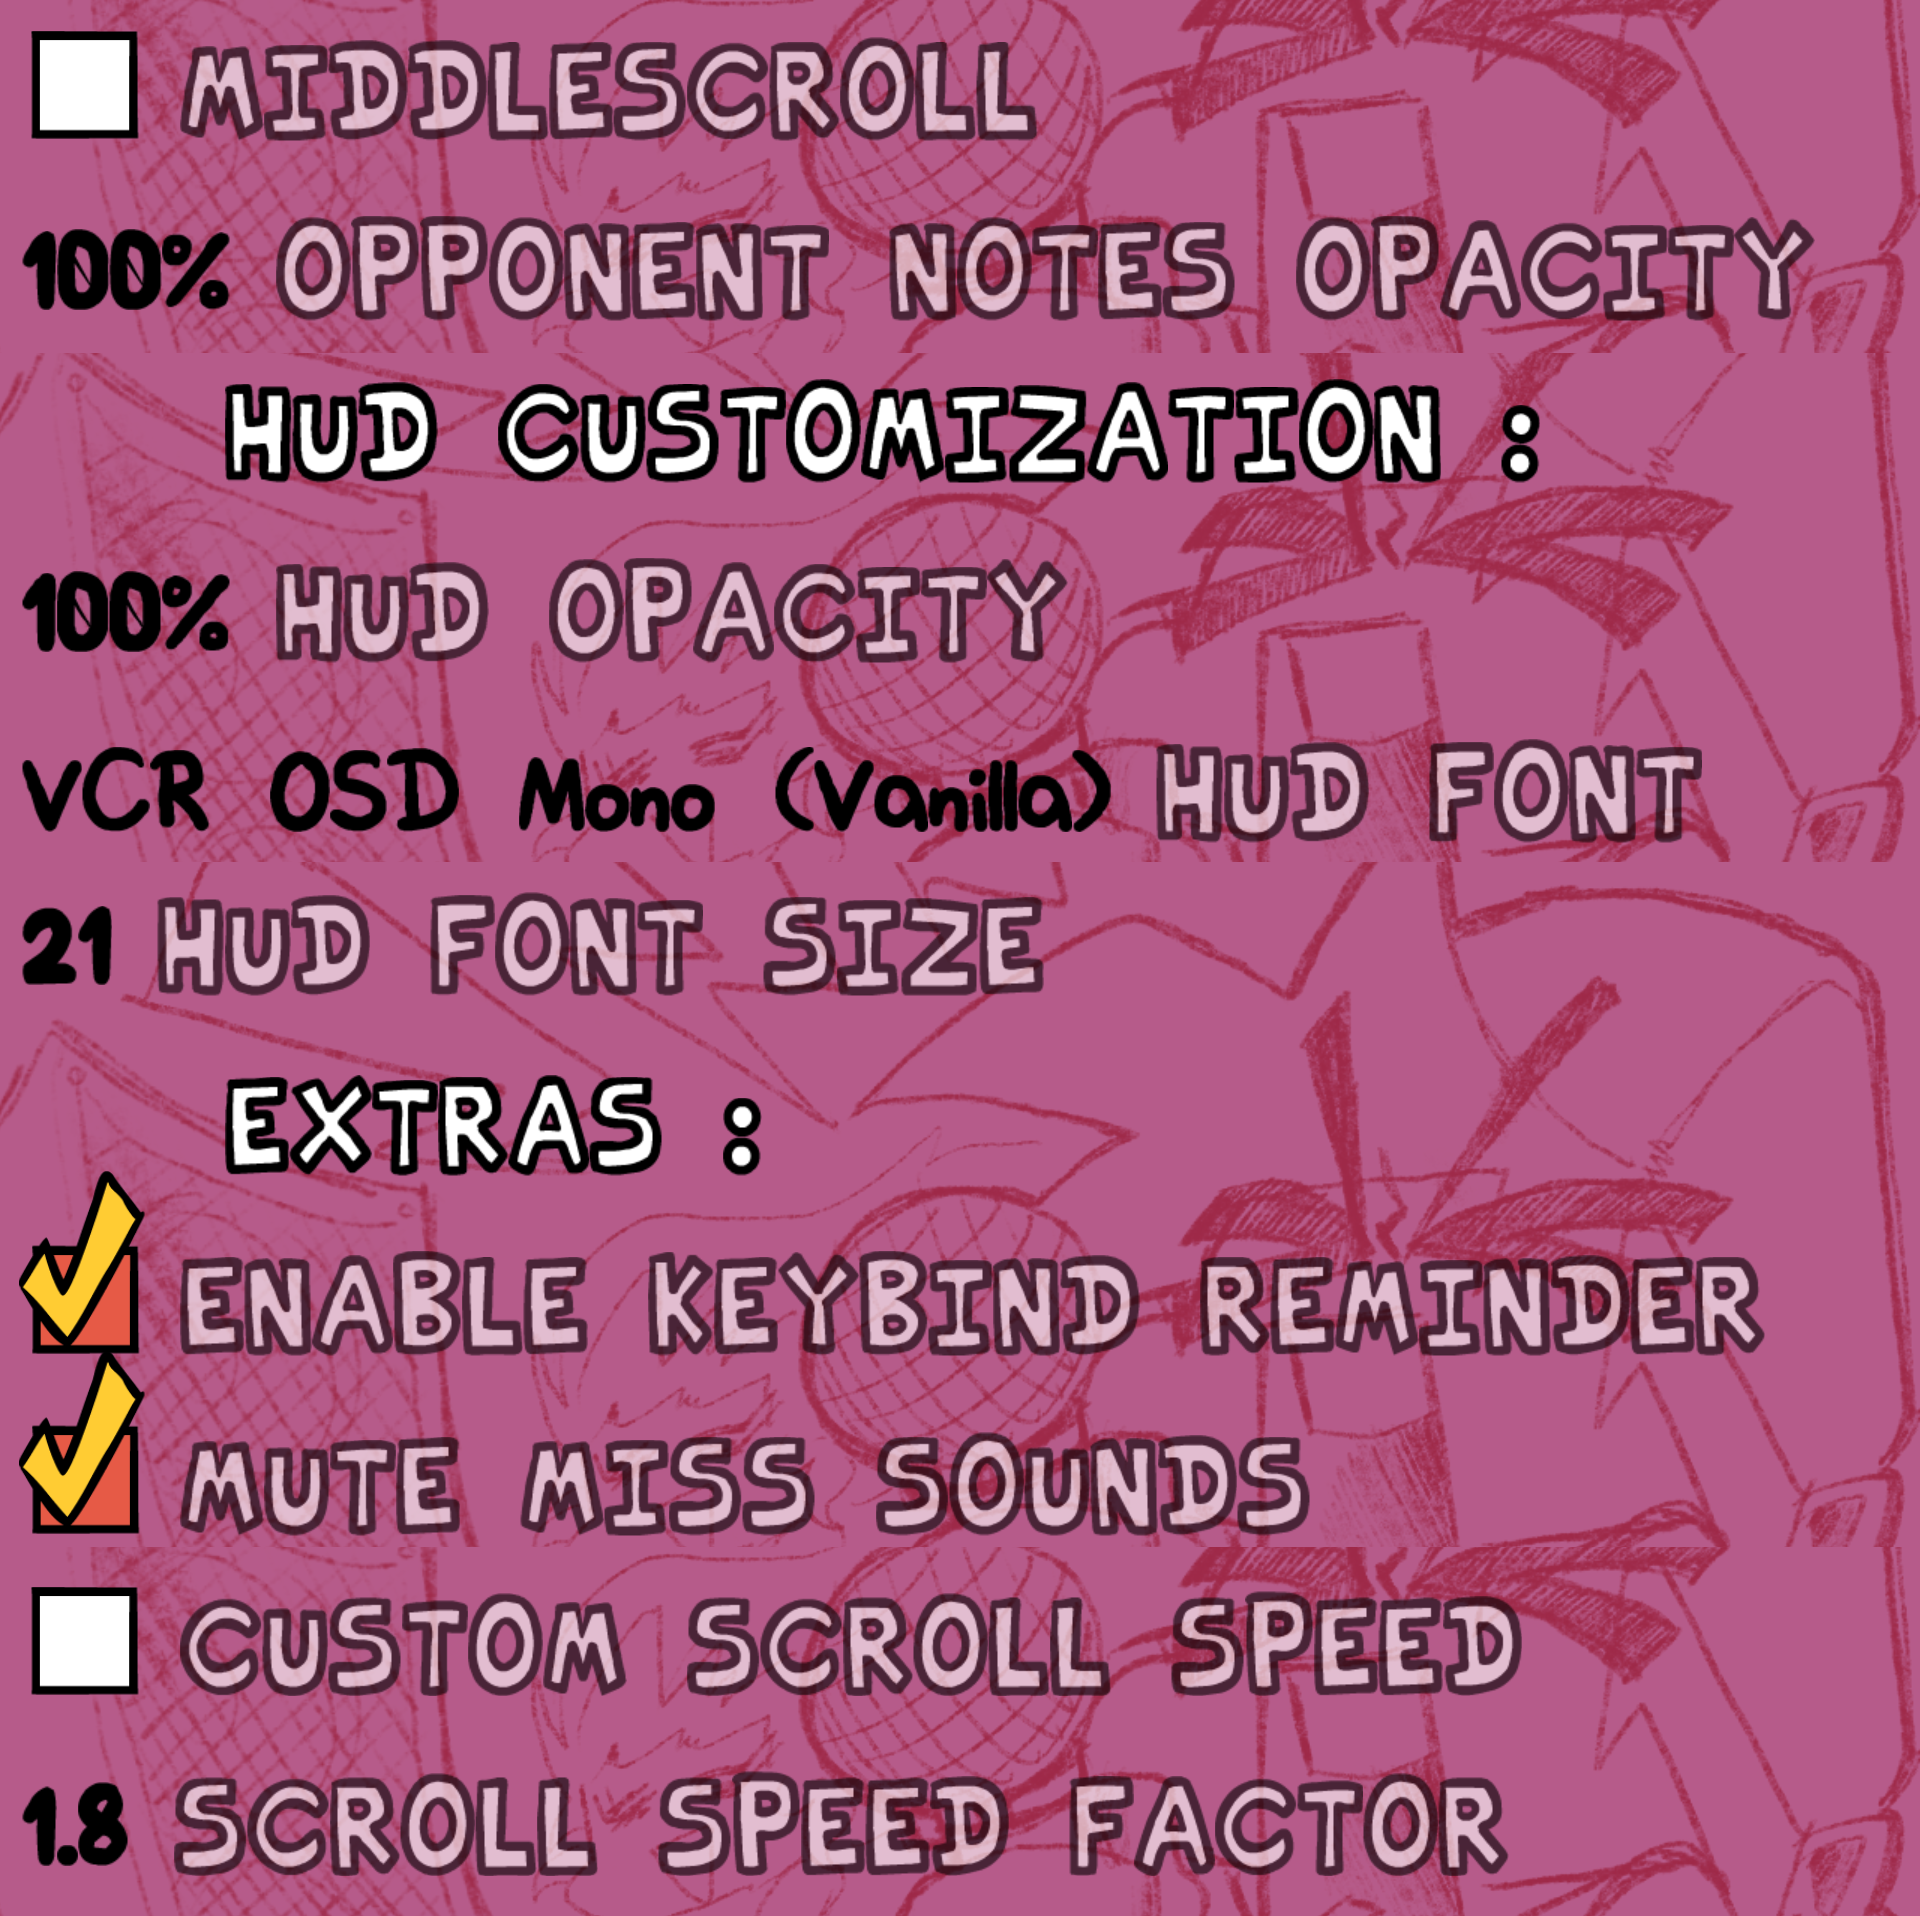 MIDDLESCROLL
100% OPPONENT NOTES OPACITY
HUD CUSTOMIZATION :
100% HUD OPACITY
VCR OSD Mono (Vanilla) HUD FONT
21 HUD FONT SIZE
EXTRAS :
ENABLE KEYBIND REMINDER
MUTE MISS SOUNDS
CUSTOM SCROLL SPEED
1.8 SCROLL SPEED FACTOR